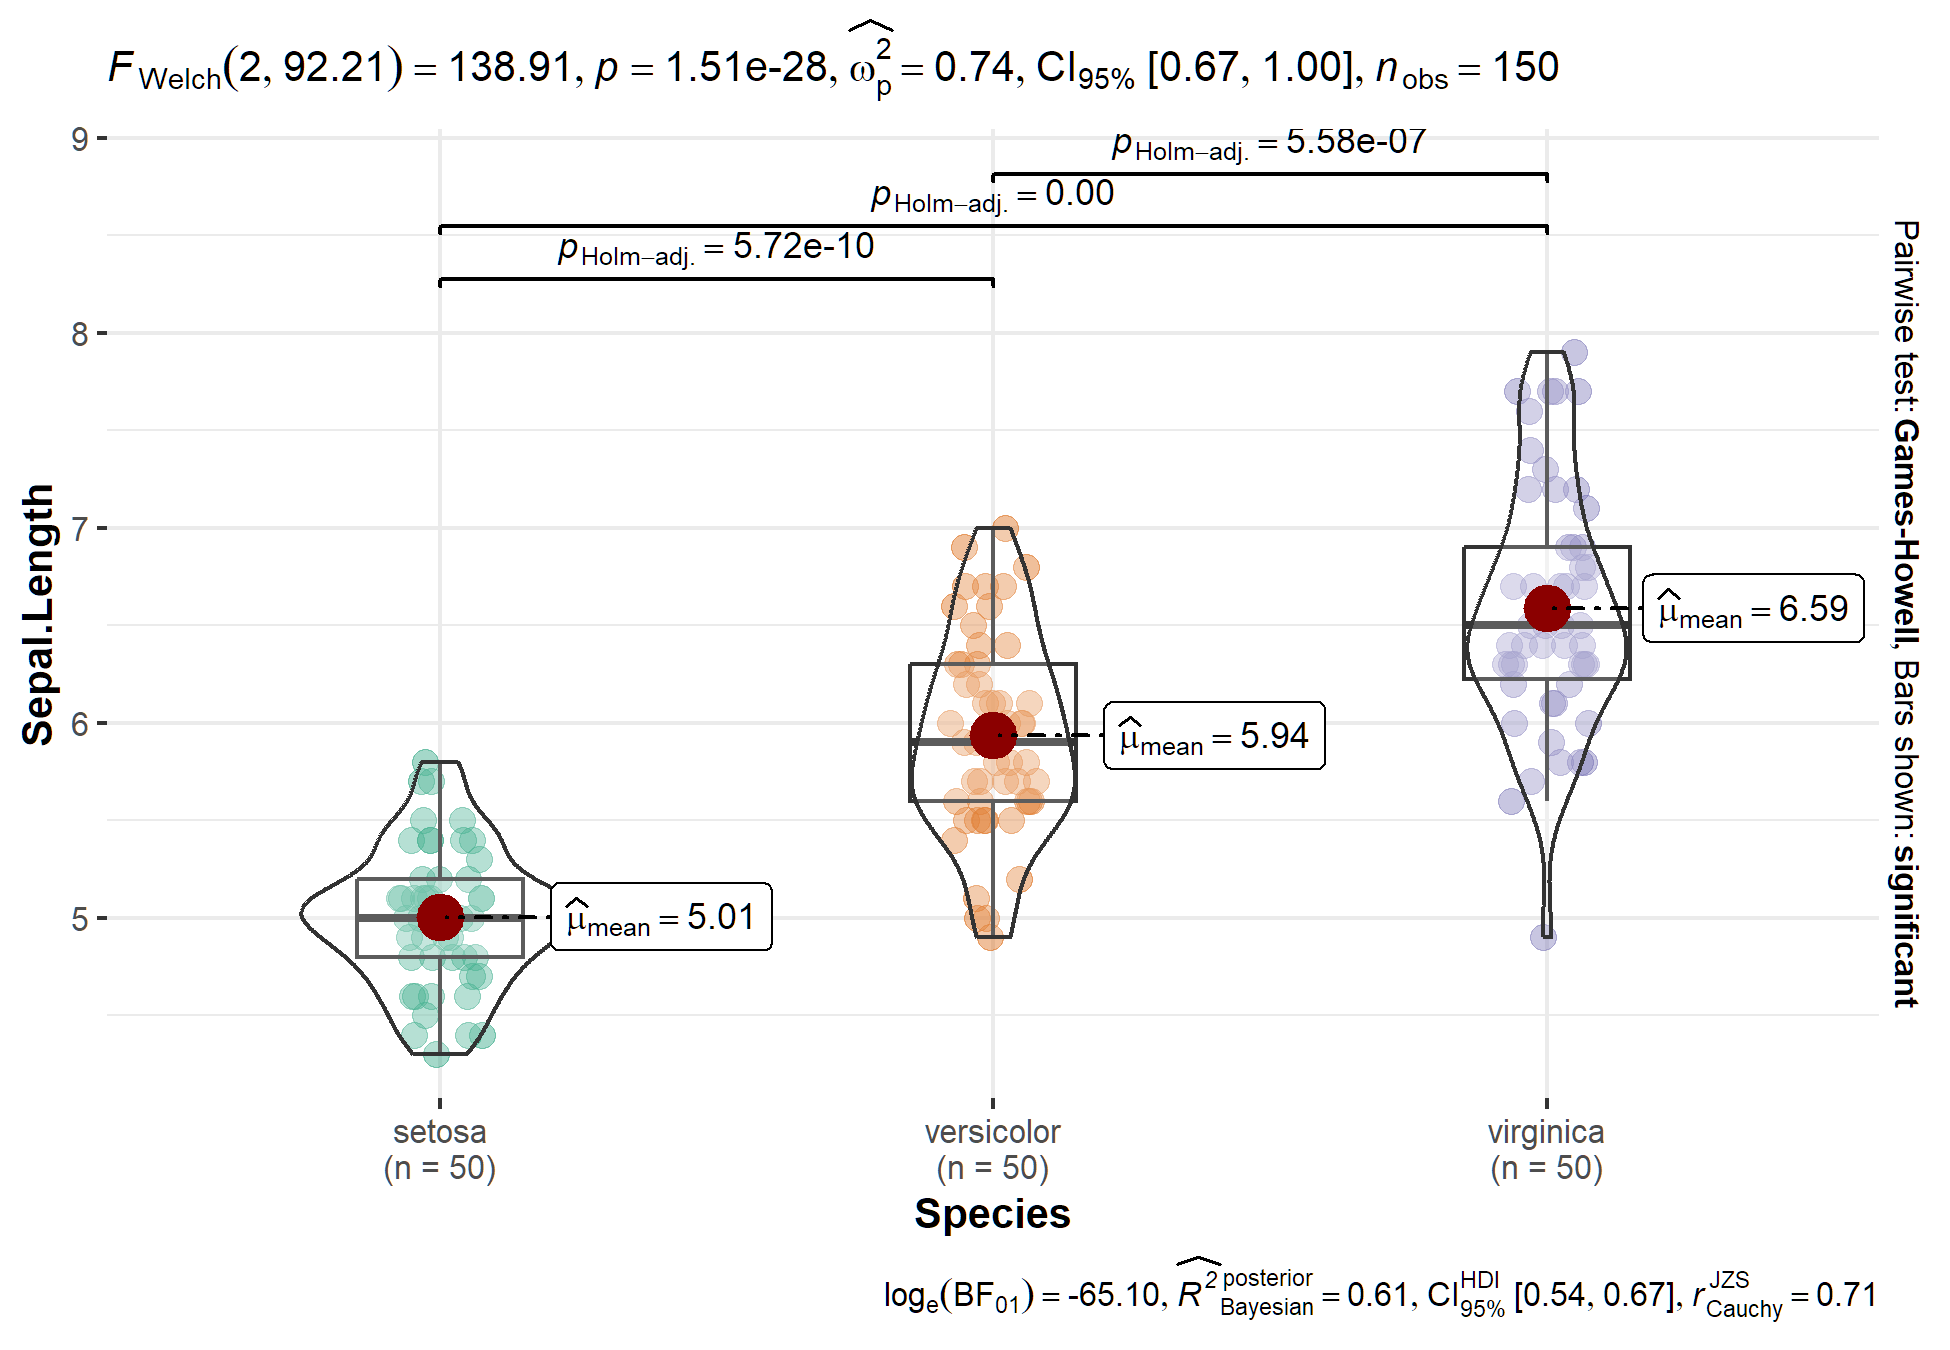 F Welch(2, 92.21) = 138.91, p = 1.51e-28, ω̂²p = 0.74, CI95% [0.67, 1.00], nobs = 150
9
pHolm−adj. = 5.58e-07
pHolm−adj. = 0.00
pHolm−adj. = 5.72e-10
8
7
6
5
Sepal.Length
μ̂mean = 5.01
μ̂mean = 5.94
μ̂mean = 6.59
Pairwise test: Games-Howell, Bars shown: significant
setosa
(n = 50)
versicolor
(n = 50)
virginica
(n = 50)
Species
loge(BF01) = -65.10, R̂² posterior Bayesian = 0.61, CI HDI 95% [0.54, 0.67], r JZS Cauchy = 0.71